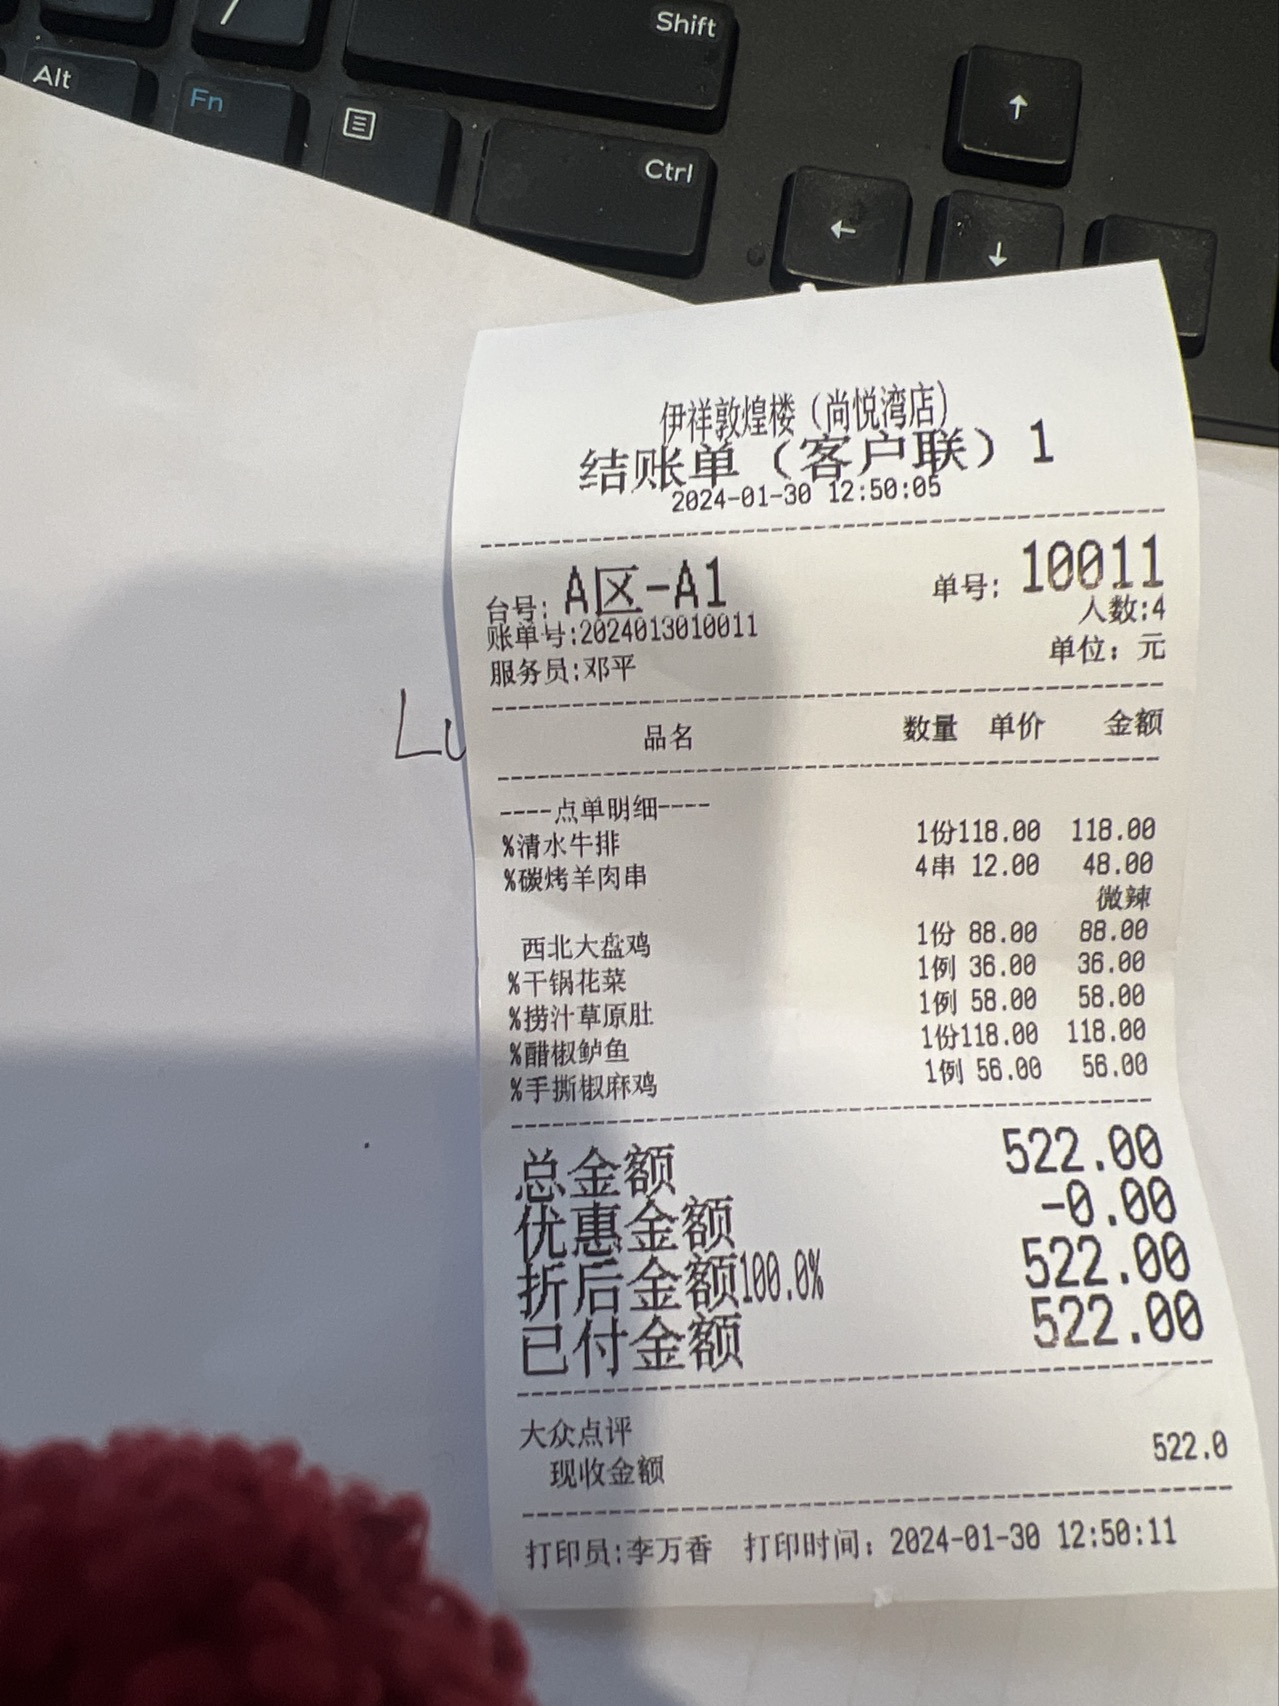 Shift
Alt
Fn
Ctrl
伊祥敦煌楼（尚悦湾店）
结账单（客户联）1
2024-01-30 12:50:05
台号: A区-A1 单号: 10011
账单号:2024013010011 人数:4
服务员:邓平 单位: 元
品名 数量 单价 金额
----点单明细----
%清水牛排 1份118.00 118.00
%碳烤羊肉串 4串 12.00 48.00
微辣
西北大盘鸡 1份 88.00 88.00
%干锅花菜 1例 36.00 36.00
%捞汁草原肚 1例 58.00 58.00
%醋椒鲈鱼 1份118.00 118.00
%手撕椒麻鸡 1例 56.00 56.00
总金额 522.00
优惠金额 -0.00
折后金额100.0% 522.00
已付金额 522.00
大众点评
现收金额 522.0
打印员:李万香 打印时间: 2024-01-30 12:50:11